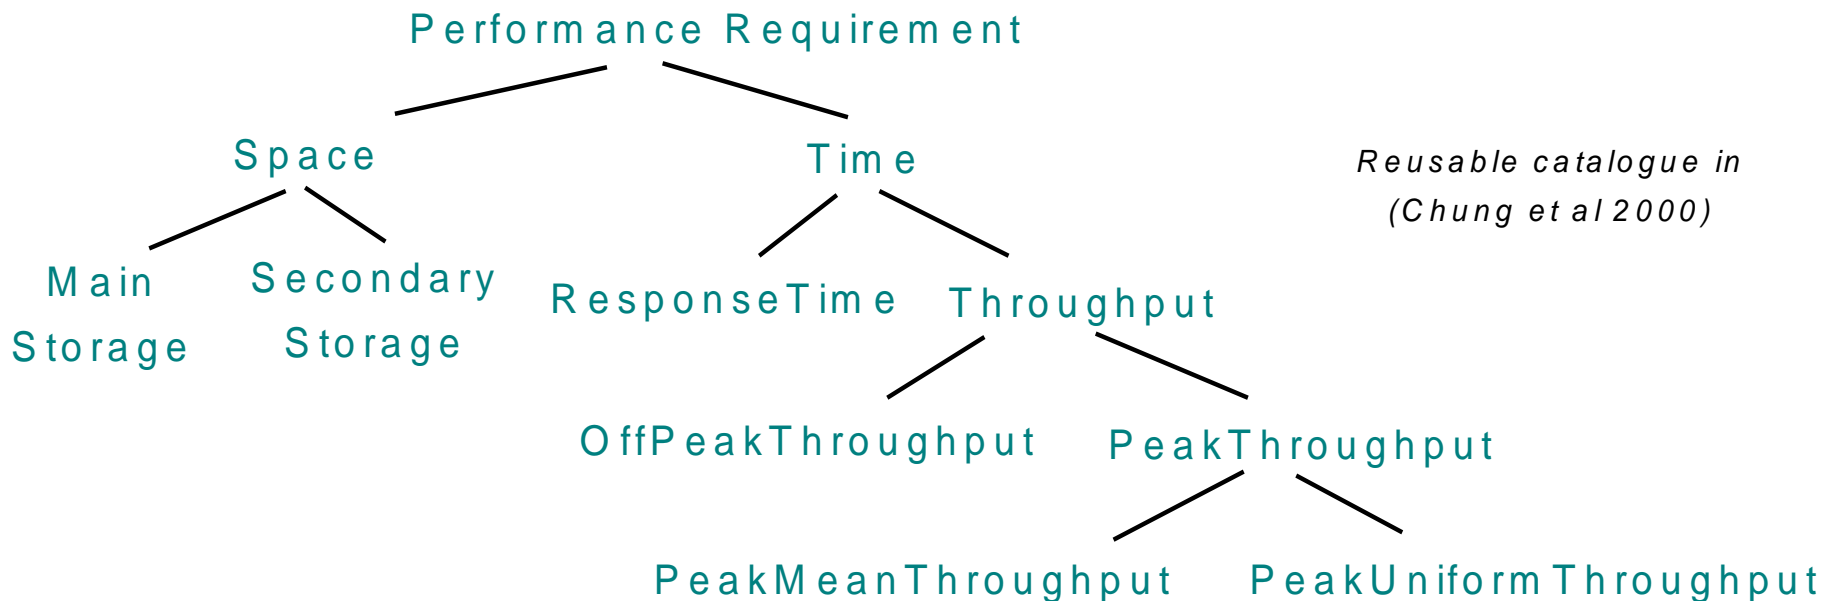 Performance Requirement
Space
Time
Reusable catalogue in
(Chung et al 2000)
Main
Storage
Secondary
Storage
ResponseTime
Throughput
OffPeakThroughput
PeakThroughput
PeakMeanThroughput
PeakUniformThroughput